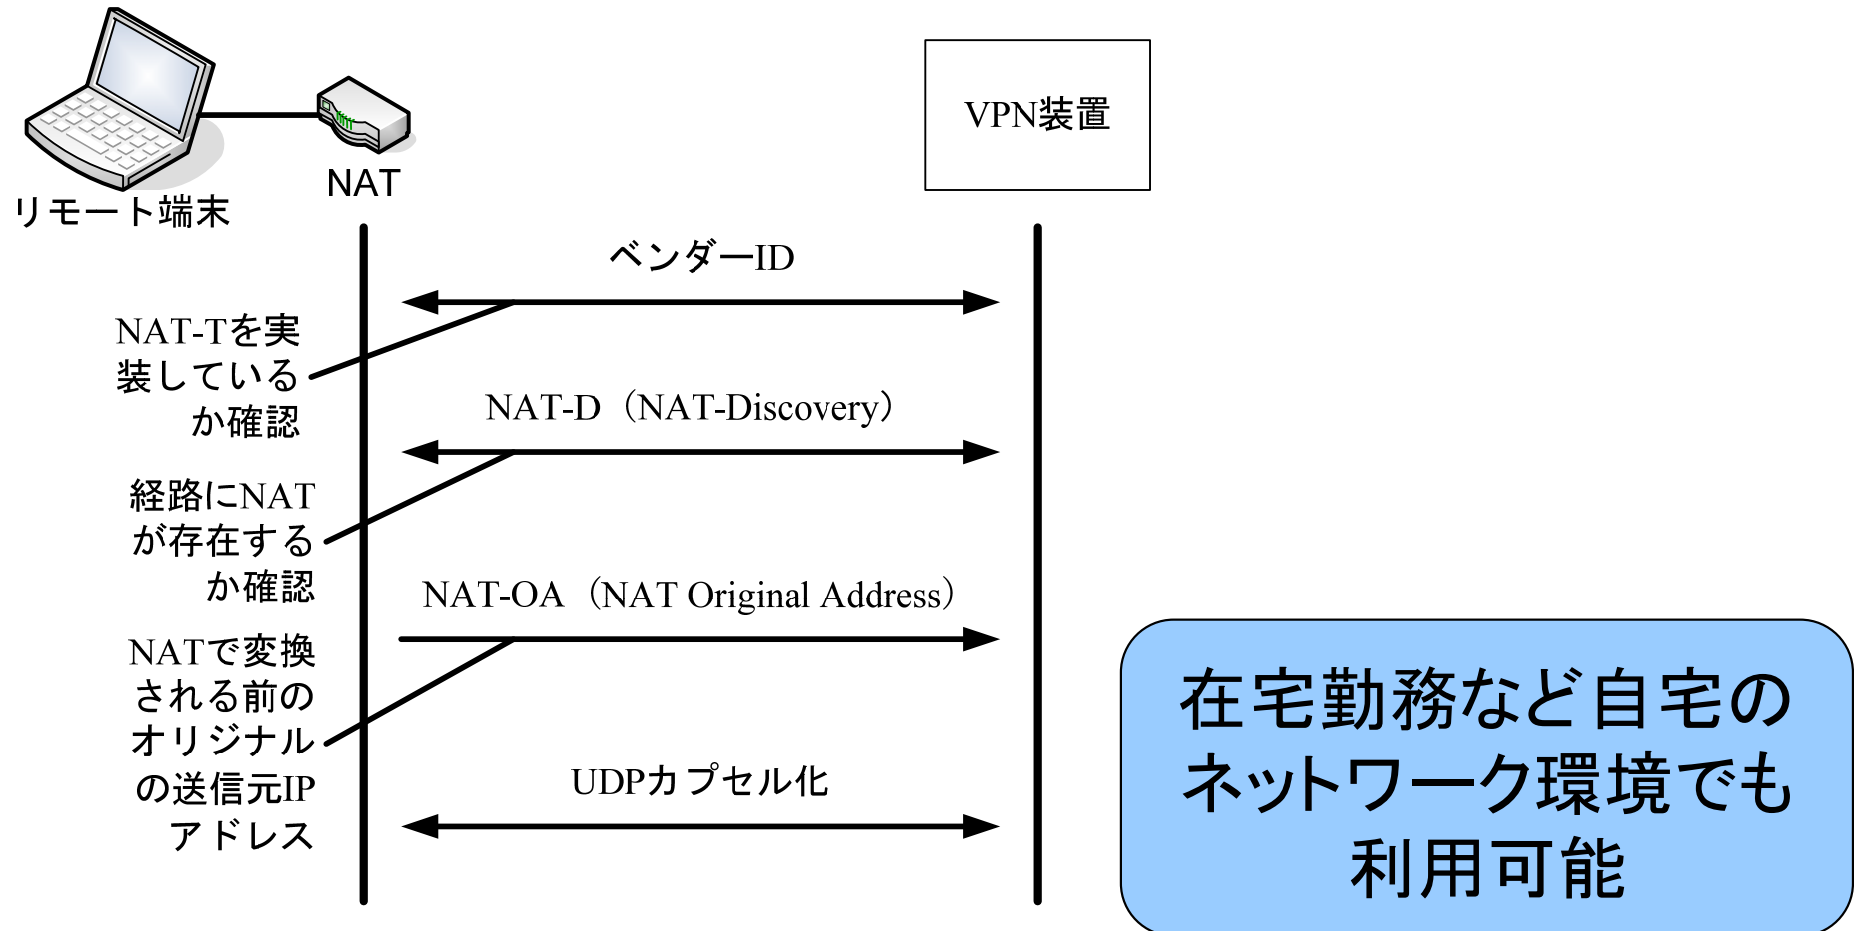 リモート端末
NAT
VPN装置
ベンダーID
NAT-Tを実
装している
か確認
NAT-D（NAT-Discovery）
経路にNAT
が存在する
か確認
NAT-OA（NAT Original Address）
NATで変換
される前の
オリジナル
の送信元IP
アドレス
UDPカプセル化
在宅勤務など自宅の
ネットワーク環境でも
利用可能